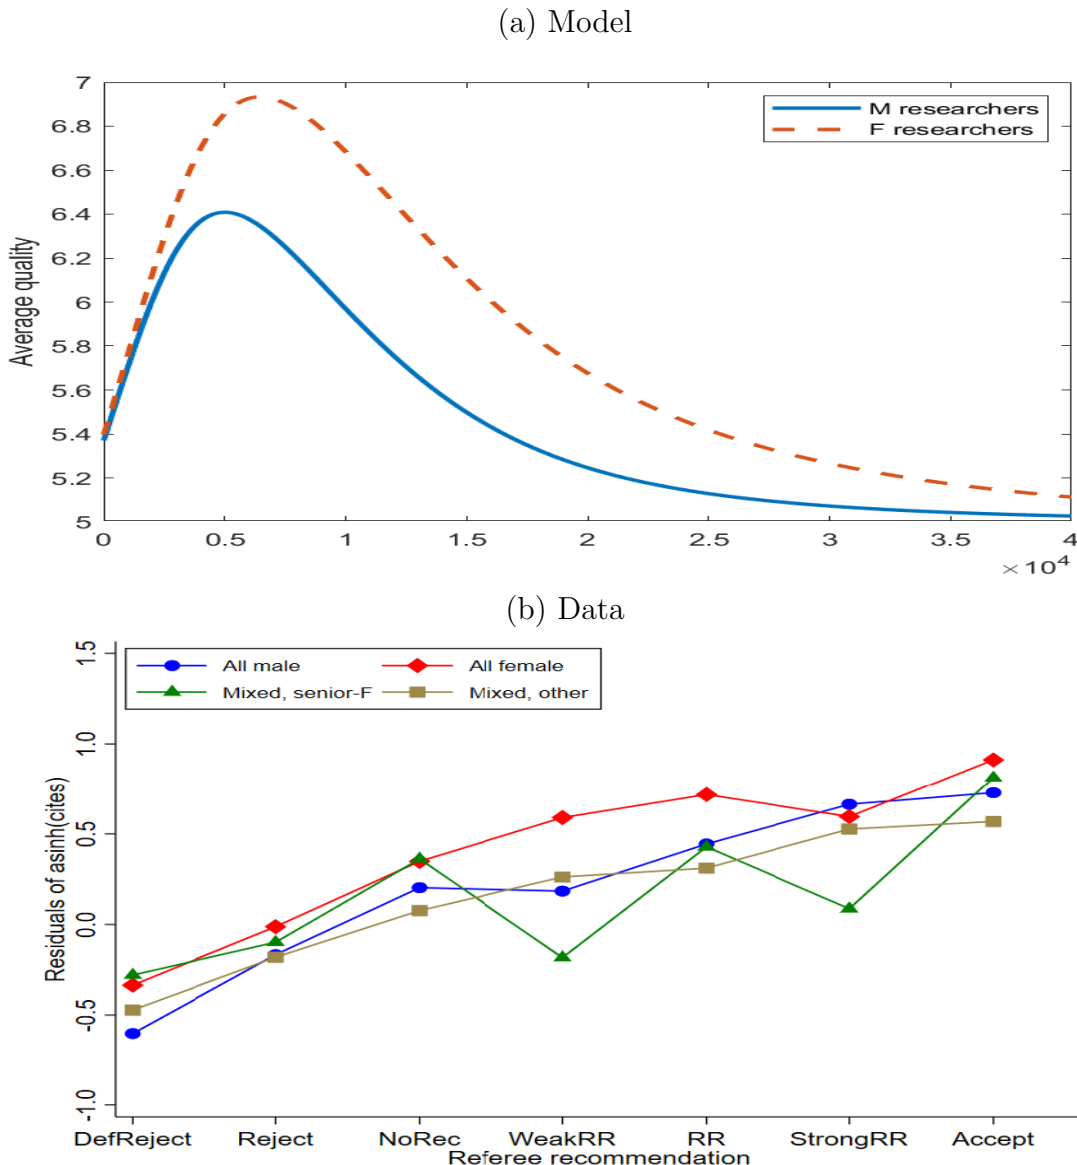 (a) Model
7
6.8
6.6
6.4
6.2
6
5.8
5.6
5.4
5.2
5
Average quality
M researchers
F researchers
0 0.5 1 1.5 2 2.5 3 3.5 4
× 10^4
(b) Data
All male All female
Mixed, senior-F Mixed, other
1.5
1.0
0.5
0.0
-0.5
-1.0
Residuals of asinh(cites)
DefReject Reject NoRec WeakRR RR StrongRR Accept
Referee recommendation